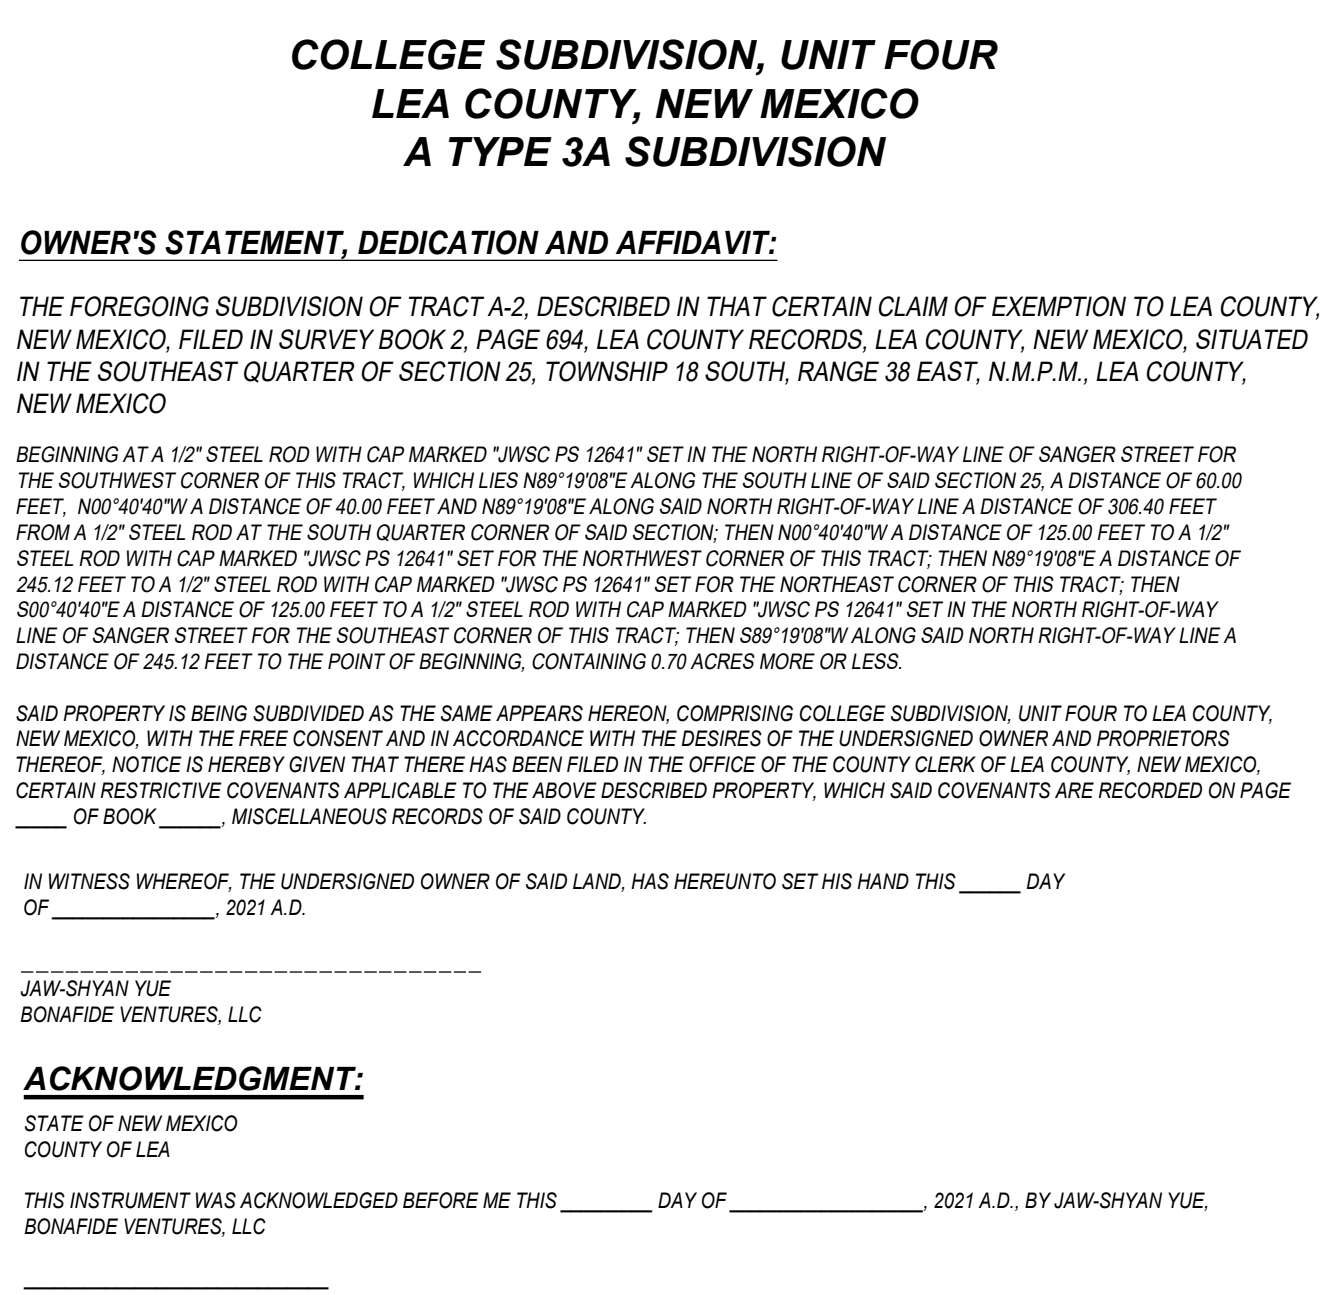 COLLEGE SUBDIVISION, UNIT FOUR
LEA COUNTY, NEW MEXICO
A TYPE 3A SUBDIVISION
OWNER'S STATEMENT, DEDICATION AND AFFIDAVIT:
THE FOREGOING SUBDIVISION OF TRACT A-2, DESCRIBED IN THAT CERTAIN CLAIM OF EXEMPTION TO LEA COUNTY,
NEW MEXICO, FILED IN SURVEY BOOK 2, PAGE 694, LEA COUNTY RECORDS, LEA COUNTY, NEW MEXICO, SITUATED
IN THE SOUTHEAST QUARTER OF SECTION 25, TOWNSHIP 18 SOUTH, RANGE 38 EAST, N.M.P.M., LEA COUNTY,
NEW MEXICO
BEGINNING AT A 1/2" STEEL ROD WITH CAP MARKED "JWSC PS 12641" SET IN THE NORTH RIGHT-OF-WAY LINE OF SANGER STREET FOR
THE SOUTHWEST CORNER OF THIS TRACT, WHICH LIES N89°19'08"E ALONG THE SOUTH LINE OF SAID SECTION 25, A DISTANCE OF 60.00
FEET, N00°40'40"W A DISTANCE OF 40.00 FEET AND N89°19'08"E ALONG SAID NORTH RIGHT-OF-WAY LINE A DISTANCE OF 306.40 FEET
FROM A 1/2" STEEL ROD AT THE SOUTH QUARTER CORNER OF SAID SECTION; THEN N00°40'40"W A DISTANCE OF 125.00 FEET TO A 1/2"
STEEL ROD WITH CAP MARKED "JWSC PS 12641" SET FOR THE NORTHWEST CORNER OF THIS TRACT; THEN N89°19'08"E A DISTANCE OF
245.12 FEET TO A 1/2" STEEL ROD WITH CAP MARKED "JWSC PS 12641" SET FOR THE NORTHEAST CORNER OF THIS TRACT; THEN
S00°40'40"E A DISTANCE OF 125.00 FEET TO A 1/2" STEEL ROD WITH CAP MARKED "JWSC PS 12641" SET IN THE NORTH RIGHT-OF-WAY
LINE OF SANGER STREET FOR THE SOUTHEAST CORNER OF THIS TRACT; THEN S89°19'08"W ALONG SAID NORTH RIGHT-OF-WAY LINE A
DISTANCE OF 245.12 FEET TO THE POINT OF BEGINNING, CONTAINING 0.70 ACRES MORE OR LESS.
SAID PROPERTY IS BEING SUBDIVIDED AS THE SAME APPEARS HEREON, COMPRISING COLLEGE SUBDIVISION, UNIT FOUR TO LEA COUNTY,
NEW MEXICO, WITH THE FREE CONSENT AND IN ACCORDANCE WITH THE DESIRES OF THE UNDERSIGNED OWNER AND PROPRIETORS
THEREOF, NOTICE IS HEREBY GIVEN THAT THERE HAS BEEN FILED IN THE OFFICE OF THE COUNTY CLERK OF LEA COUNTY, NEW MEXICO,
CERTAIN RESTRICTIVE COVENANTS APPLICABLE TO THE ABOVE DESCRIBED PROPERTY, WHICH SAID COVENANTS ARE RECORDED ON PAGE
_____ OF BOOK ______, MISCELLANEOUS RECORDS OF SAID COUNTY.
IN WITNESS WHEREOF, THE UNDERSIGNED OWNER OF SAID LAND, HAS HEREUNTO SET HIS HAND THIS ______ DAY
OF ________________, 2021 A.D.
_______________________________
JAW-SHYAN YUE
BONAFIDE VENTURES, LLC
ACKNOWLEDGMENT:
STATE OF NEW MEXICO
COUNTY OF LEA
THIS INSTRUMENT WAS ACKNOWLEDGED BEFORE ME THIS _________ DAY OF ___________________, 2021 A.D., BY JAW-SHYAN YUE,
BONAFIDE VENTURES, LLC
______________________________